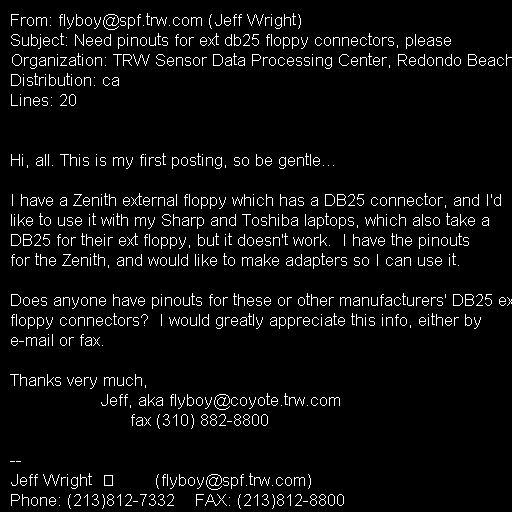 From: flyboy@spf.trw.com (Jeff Wright)
Subject: Need pinouts for ext db25 floppy connectors, please
Organization: TRW Sensor Data Processing Center, Redondo Beach
Distribution: ca
Lines: 20
Hi, all. This is my first posting, so be gentle...
I have a Zenith external floppy which has a DB25 connector, and I'd
like to use it with my Sharp and Toshiba laptops, which also take a
DB25 for their ext floppy, but it doesn't work.  I have the pinouts
for the Zenith, and would like to make adapters so I can use it.
Does anyone have pinouts for these or other manufacturers' DB25 ex
floppy connectors?  I would greatly appreciate this info, either by
e-mail or fax.
Thanks very much,
Jeff, aka flyboy@coyote.trw.com
fax (310) 882-8800
--
Jeff Wright (flyboy@spf.trw.com)
Phone: (213)812-7332    FAX: (213)812-8800